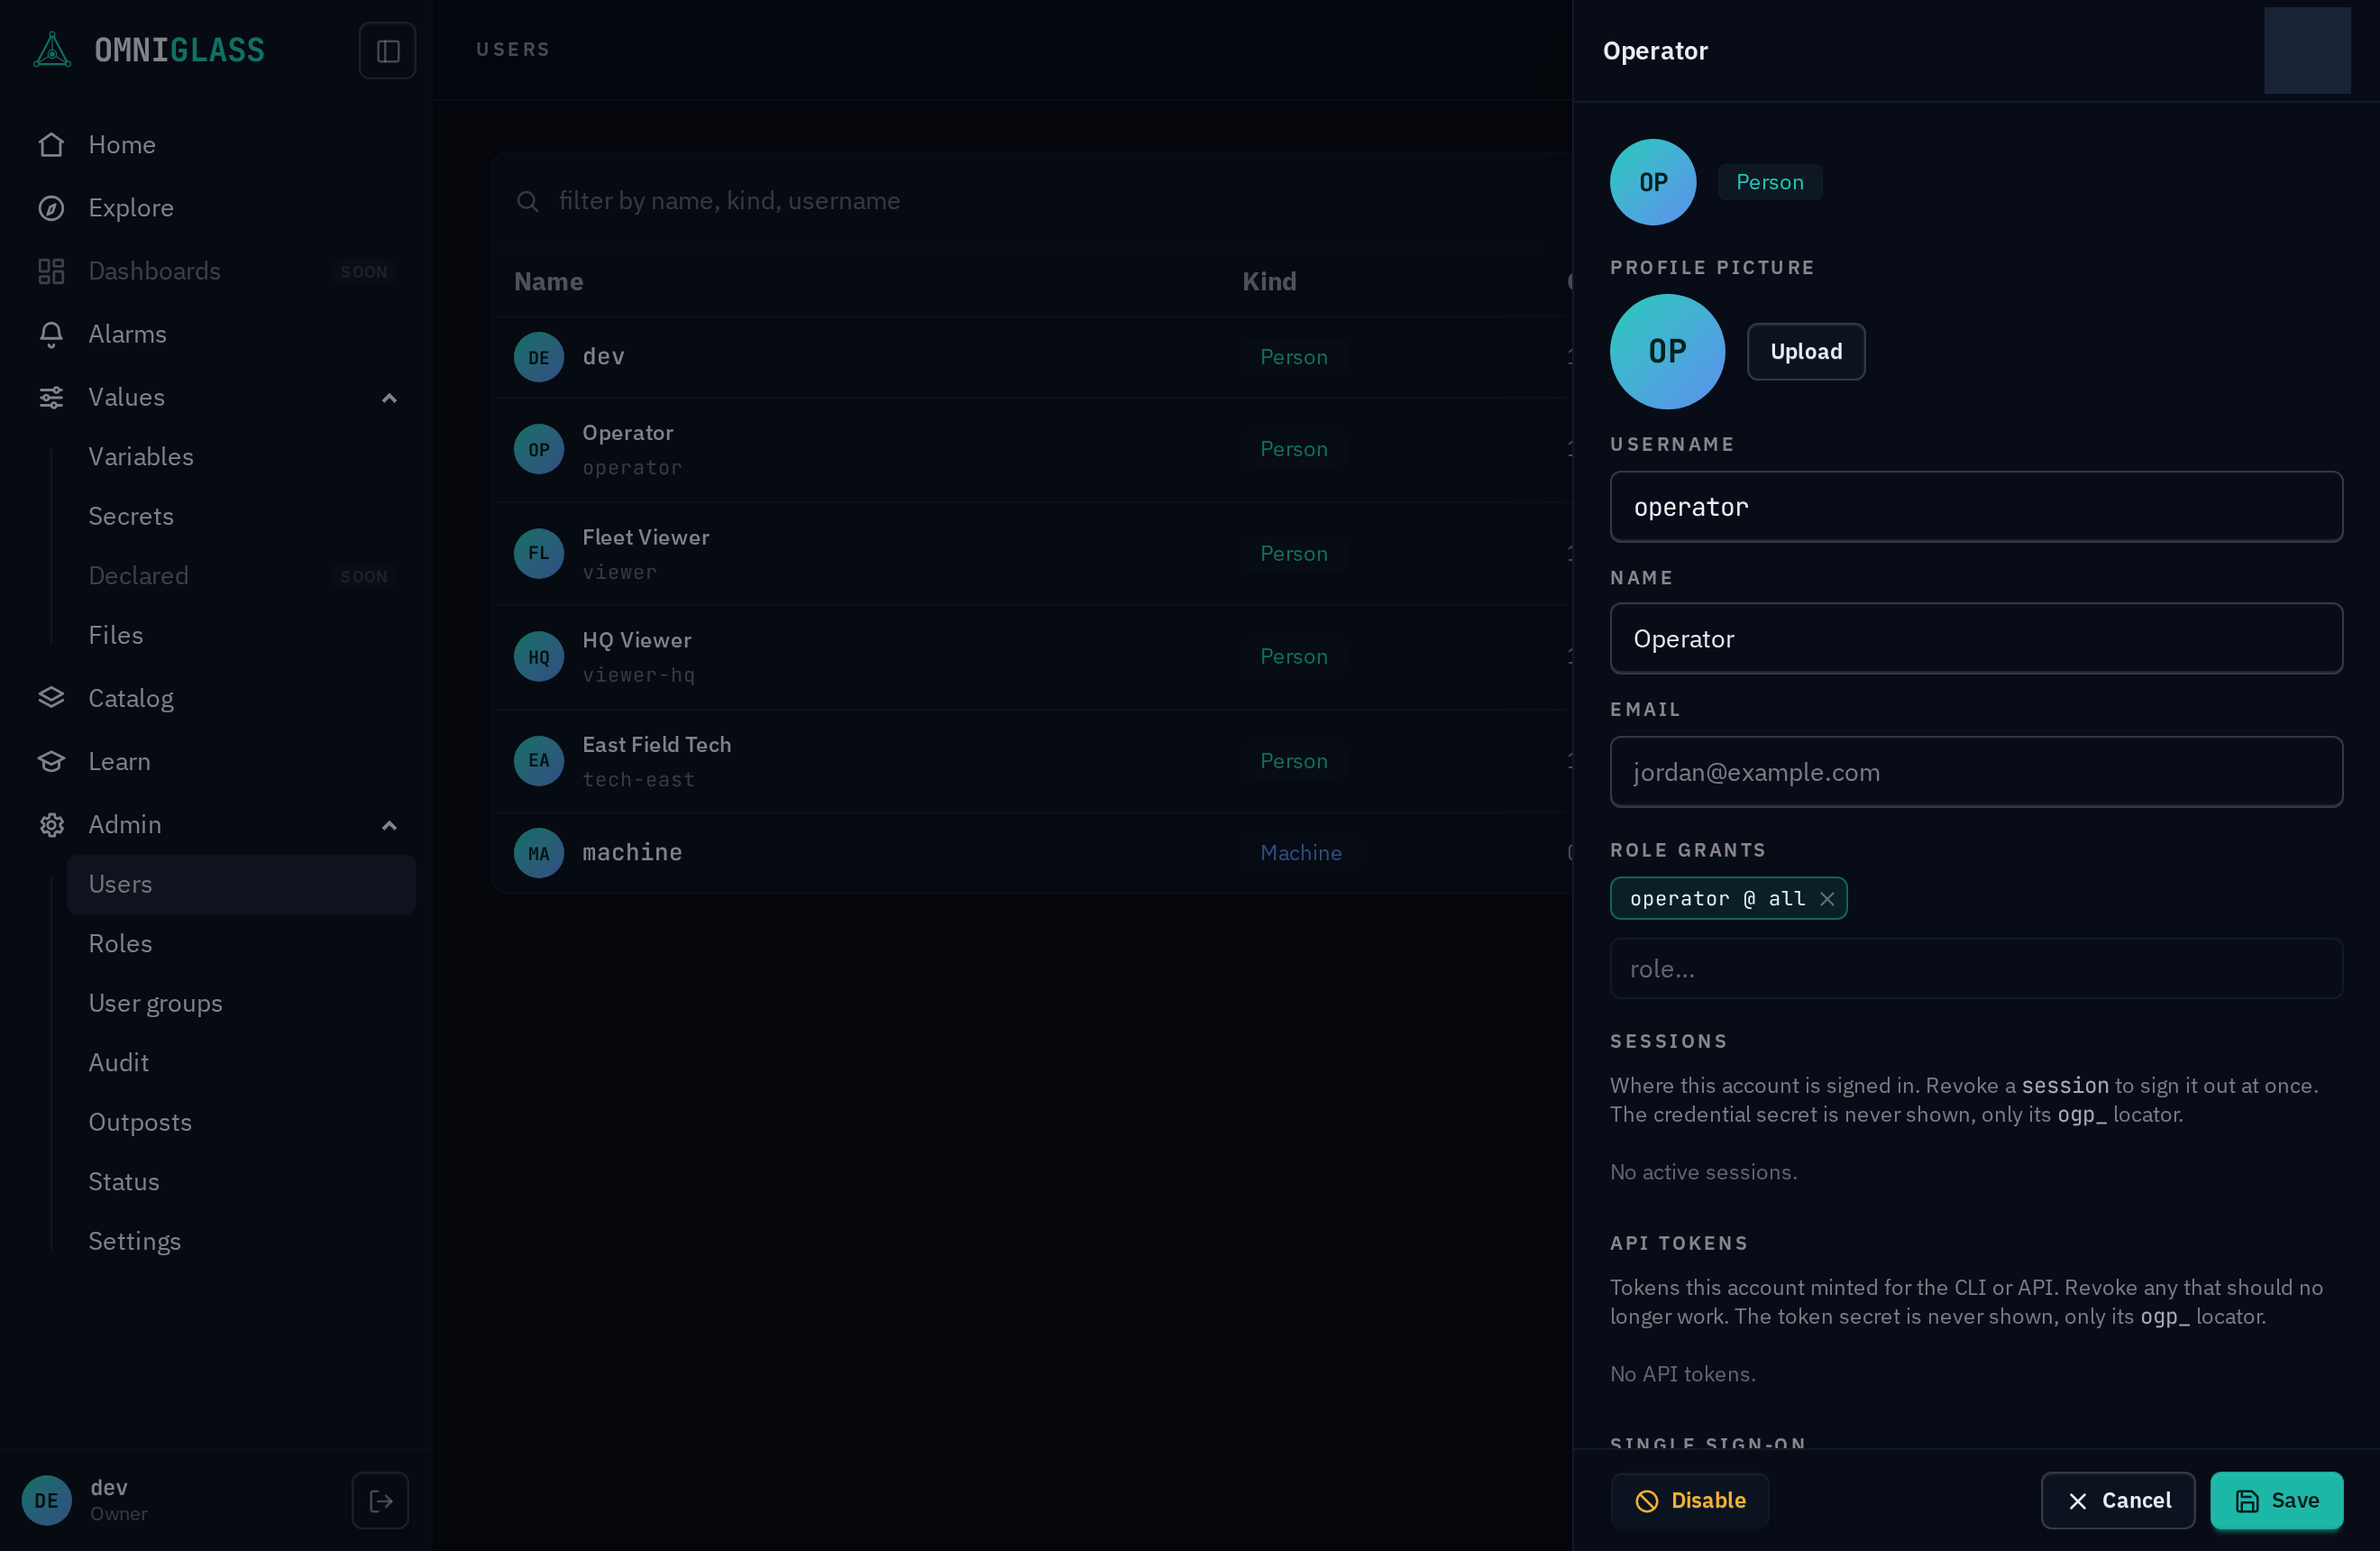 OMNIGLASS
Home
Explore
Dashboards SOON
Alarms
Values
Variables
Secrets
Declared SOON
Files
Catalog
Learn
Admin
Users
Roles
User groups
Audit
Outposts
Status
Settings
DE dev
Owner
USERS
filter by name, kind, username
Name Kind
DE dev Person
OP Operator Person
operator
FL Fleet Viewer Person
viewer
HQ HQ Viewer Person
viewer-hq
EA East Field Tech Person
tech-east
MA machine Machine
Operator
OP Person
PROFILE PICTURE
OP Upload
USERNAME
operator
NAME
Operator
EMAIL
jordan@example.com
ROLE GRANTS
operator @ all
role...
SESSIONS
Where this account is signed in. Revoke a session to sign it out at once.
The credential secret is never shown, only its ogp_ locator.
No active sessions.
API TOKENS
Tokens this account minted for the CLI or API. Revoke any that should no
longer work. The token secret is never shown, only its ogp_ locator.
No API tokens.
SINGLE SIGN-ON
Disable Cancel Save